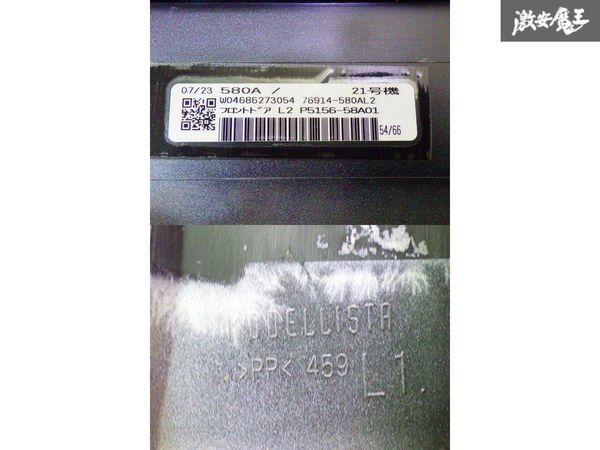 激安魔王
07/23 580A / 21号機
W04686273054 76914-580AL2
フロントドア L2 P5156-58A01
54/66
MODELLISTA
>PP< 459 L1